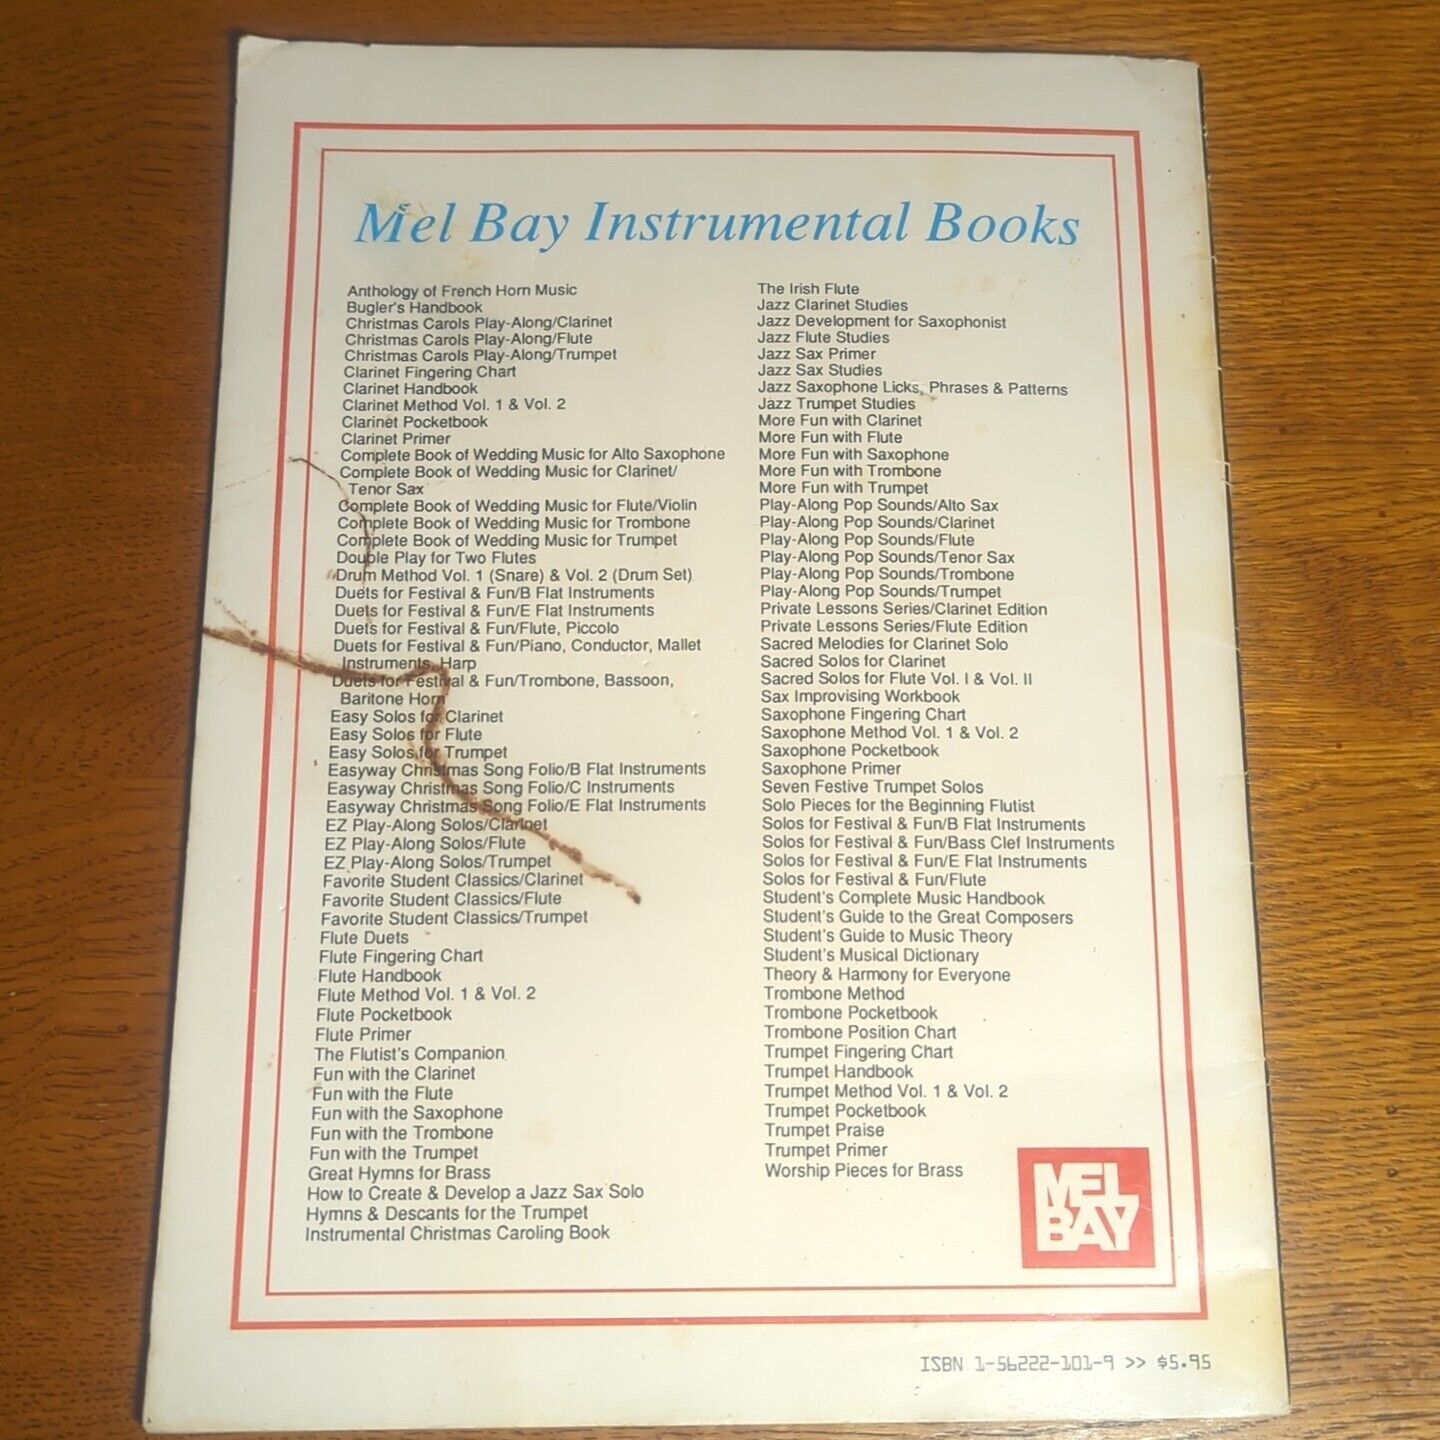 Mel Bay Instrumental Books
Anthology of French Horn Music
Bugler's Handbook
Christmas Carols Play-Along/Clarinet
Christmas Carols Play-Along/Flute
Christmas Carols Play-Along/Trumpet
Clarinet Fingering Chart
Clarinet Handbook
Clarinet Method Vol. 1 & Vol. 2
Clarinet Pocketbook
Clarinet Primer
Complete Book of Wedding Music for Alto Saxophone
Complete Book of Wedding Music for Clarinet/
Tenor Sax
Complete Book of Wedding Music for Flute/Violin
Complete Book of Wedding Music for Trombone
Complete Book of Wedding Music for Trumpet
Double Play for Two Flutes
Drum Method Vol. 1 (Snare) & Vol. 2 (Drum Set)
Duets for Festival & Fun/B Flat Instruments
Duets for Festival & Fun/E Flat Instruments
Duets for Festival & Fun/Flute, Piccolo
Duets for Festival & Fun/Piano, Conductor, Mallet
Instruments, Harp
Duets for Festival & Fun/Trombone, Bassoon,
Baritone Horn
Easy Solos for Clarinet
Easy Solos for Flute
Easy Solos for Trumpet
Easyway Christmas Song Folio/B Flat Instruments
Easyway Christmas Song Folio/C Instruments
Easyway Christmas Song Folio/E Flat Instruments
EZ Play-Along Solos/Clarinet
EZ Play-Along Solos/Flute
EZ Play-Along Solos/Trumpet
Favorite Student Classics/Clarinet
Favorite Student Classics/Flute
Favorite Student Classics/Trumpet
Flute Duets
Flute Fingering Chart
Flute Handbook
Flute Method Vol. 1 & Vol. 2
Flute Pocketbook
Flute Primer
The Flutist's Companion
Fun with the Clarinet
Fun with the Flute
Fun with the Saxophone
Fun with the Trombone
Fun with the Trumpet
Great Hymns for Brass
How to Create & Develop a Jazz Sax Solo
Hymns & Descants for the Trumpet
Instrumental Christmas Caroling Book
The Irish Flute
Jazz Clarinet Studies
Jazz Development for Saxophonist
Jazz Flute Studies
Jazz Sax Primer
Jazz Sax Studies
Jazz Saxophone Licks, Phrases & Patterns
Jazz Trumpet Studies
More Fun with Clarinet
More Fun with Flute
More Fun with Saxophone
More Fun with Trombone
More Fun with Trumpet
Play-Along Pop Sounds/Alto Sax
Play-Along Pop Sounds/Clarinet
Play-Along Pop Sounds/Flute
Play-Along Pop Sounds/Tenor Sax
Play-Along Pop Sounds/Trombone
Play-Along Pop Sounds/Trumpet
Private Lessons Series/Clarinet Edition
Private Lessons Series/Flute Edition
Sacred Melodies for Clarinet Solo
Sacred Solos for Clarinet
Sacred Solos for Flute Vol. I & Vol. II
Sax Improvising Workbook
Saxophone Fingering Chart
Saxophone Method Vol. 1 & Vol. 2
Saxophone Pocketbook
Saxophone Primer
Seven Festive Trumpet Solos
Solo Pieces for the Beginning Flutist
Solos for Festival & Fun/B Flat Instruments
Solos for Festival & Fun/Bass Clef Instruments
Solos for Festival & Fun/E Flat Instruments
Solos for Festival & Fun/Flute
Student's Complete Music Handbook
Student's Guide to the Great Composers
Student's Guide to Music Theory
Student's Musical Dictionary
Theory & Harmony for Everyone
Trombone Method
Trombone Pocketbook
Trombone Position Chart
Trumpet Fingering Chart
Trumpet Handbook
Trumpet Method Vol. 1 & Vol. 2
Trumpet Pocketbook
Trumpet Praise
Trumpet Primer
Worship Pieces for Brass
MEL
BAY
ISBN 1-56222-101-9 >> $5.95